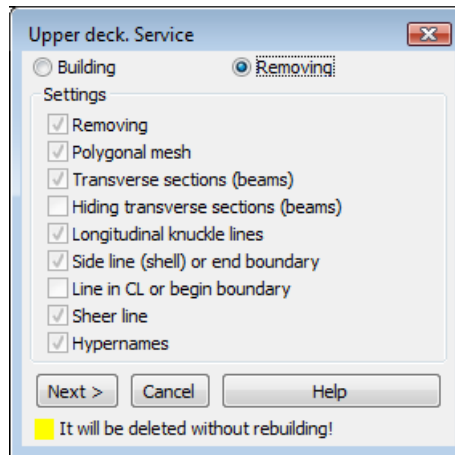 Upper deck. Service
Building Removing
Settings
Removing
Polygonal mesh
Transverse sections (beams)
Hiding transverse sections (beams)
Longitudinal knuckle lines
Side line (shell) or end boundary
Line in CL or begin boundary
Sheer line
Hypernames
Next > Cancel Help
It will be deleted without rebuilding!